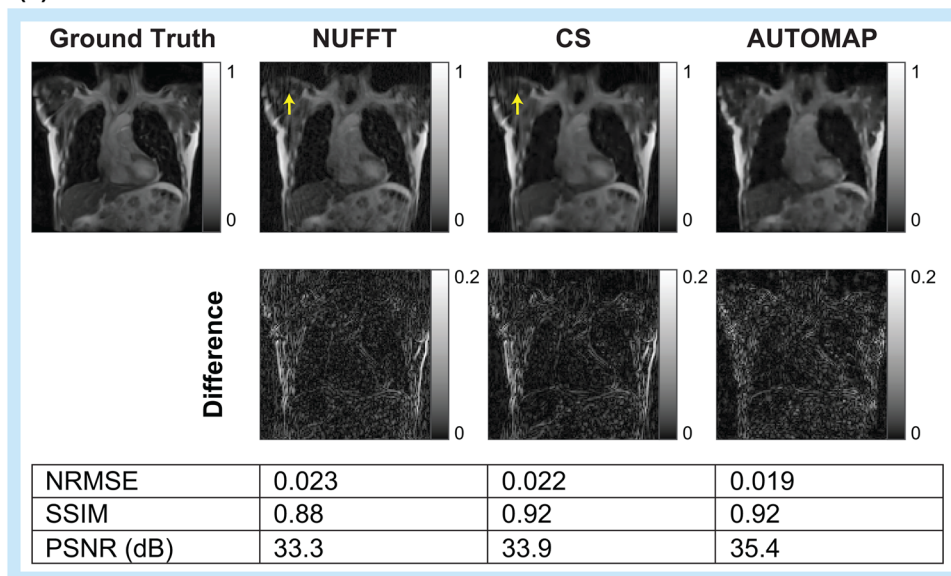 Ground Truth NUFFT CS AUTOMAP
1 1 1 1
0 0 0 0
Difference
0.2 0.2 0.2
0 0 0
NRMSE 0.023 0.022 0.019
SSIM 0.88 0.92 0.92
PSNR (dB) 33.3 33.9 35.4